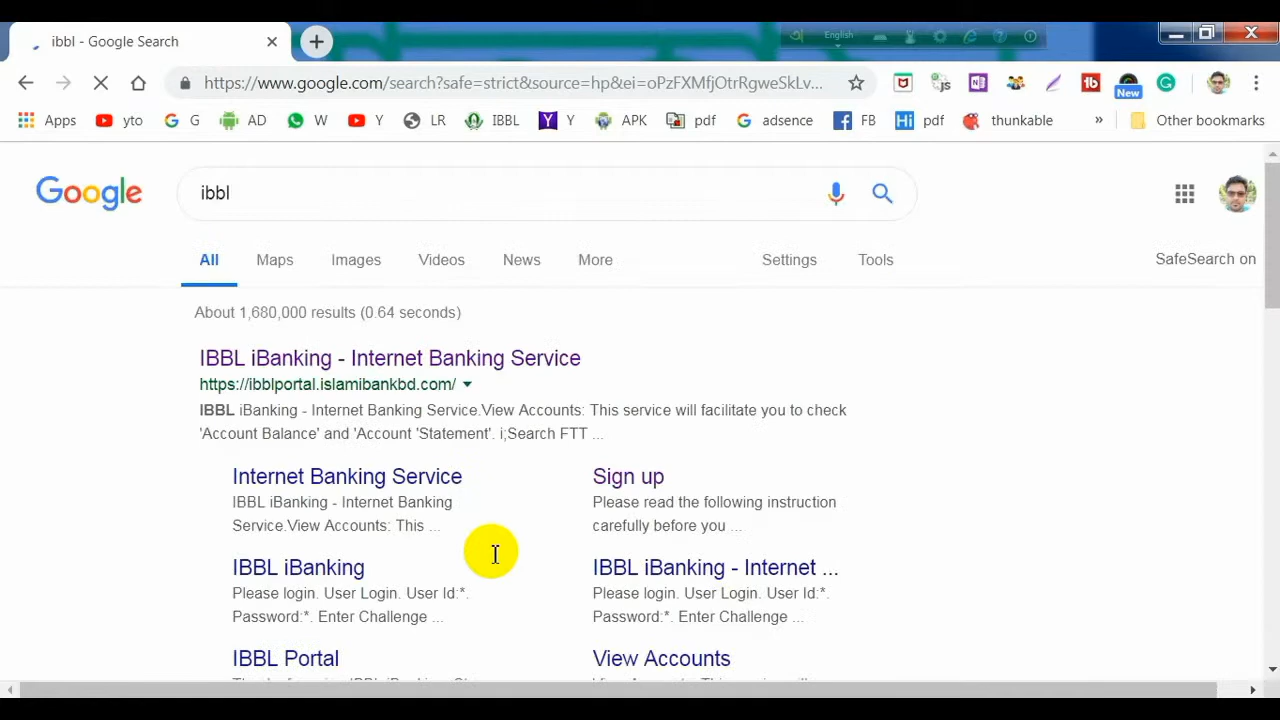 ibbl - Google Search
English
https://www.google.com/search?safe=strict&source=hp&ei=oPzFXMfjOtrRgweSkLv...
New
Apps yto G AD W Y LR IBBL Y APK pdf adsence FB pdf thunkable » Other bookmarks
Google ibbl
All Maps Images Videos News More Settings Tools SafeSearch on
About 1,680,000 results (0.64 seconds)
IBBL iBanking - Internet Banking Service
https://ibblportal.islamibankbd.com/
IBBL iBanking - Internet Banking Service.View Accounts: This service will facilitate you to check
'Account Balance' and 'Account 'Statement'. i;Search FTT ...
Internet Banking Service
IBBL iBanking - Internet Banking
Service.View Accounts: This ...
Sign up
Please read the following instruction
carefully before you ...
IBBL iBanking
Please login. User Login. User Id:*.
Password:*. Enter Challenge ...
IBBL iBanking - Internet ...
Please login. User Login. User Id:*.
Password:*. Enter Challenge ...
IBBL Portal
View Accounts